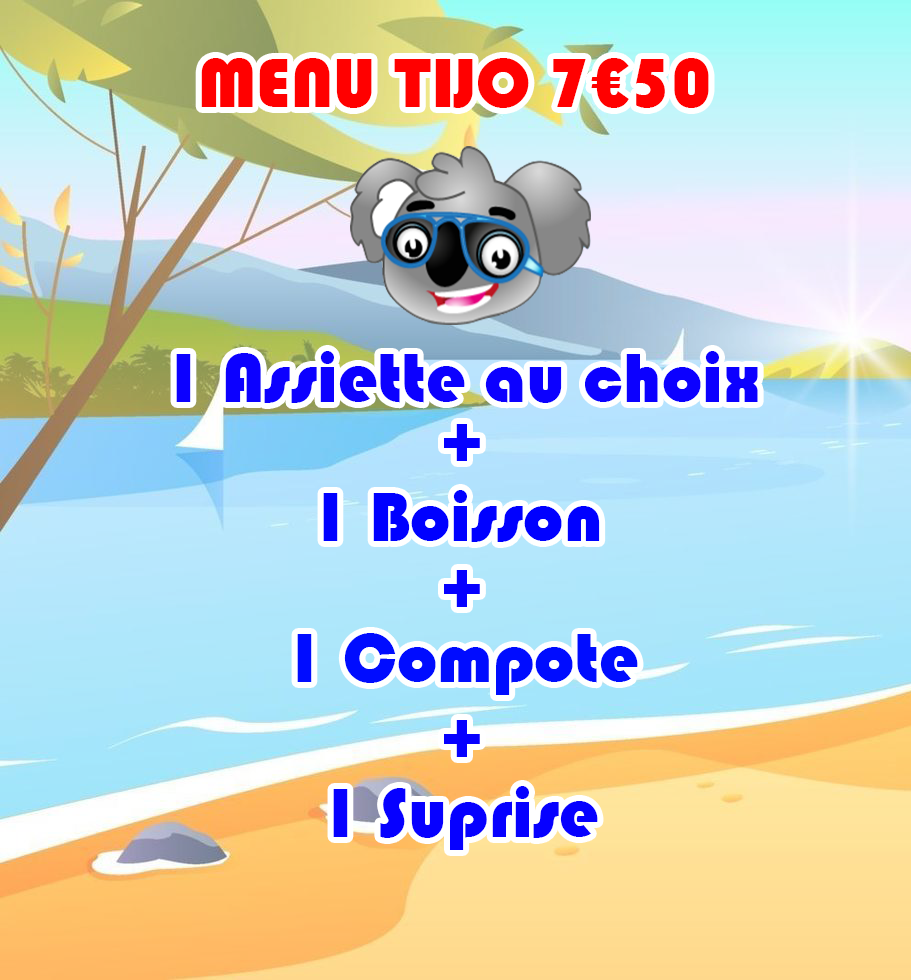 MENU TIJO 7€50
1 Assiette au choix
+
1 Boisson
+
1 Compote
+
1 Suprise